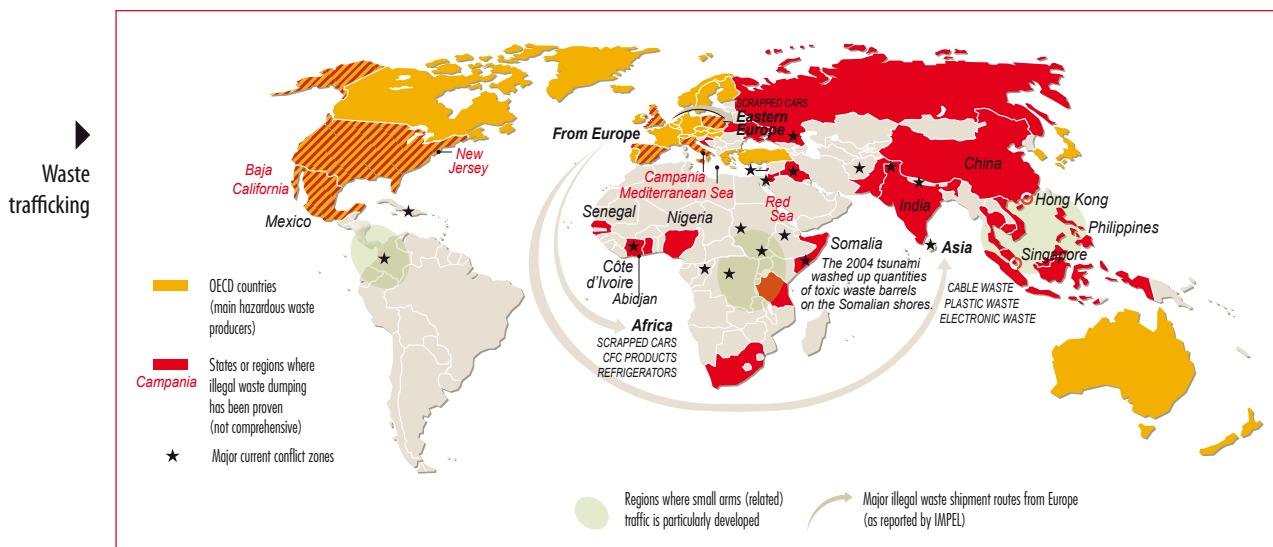 Waste
trafficking
SCRAPPED CARS
Eastern
Europe
From Europe
New
Jersey
Baja
California
Mexico
Campania
Mediterranean Sea
Red
Sea
China
India
Hong Kong
Philippines
Singapore
Senegal
Nigeria
Côte
d'Ivoire
Abidjan
Somalia
The 2004 tsunami
washed up quantities
of toxic waste barrels
on the Somalian shores.
Asia
CABLE WASTE
PLASTIC WASTE
ELECTRONIC WASTE
Africa
SCRAPPED CARS
CFC PRODUCTS
REFRIGERATORS
OECD countries
(main hazardous waste
producers)
Campania
States or regions where
illegal waste dumping
has been proven
(not comprehensive)
Major current conflict zones
Regions where small arms (related)
traffic is particularly developed
Major illegal waste shipment routes from Europe
(as reported by IMPEL)